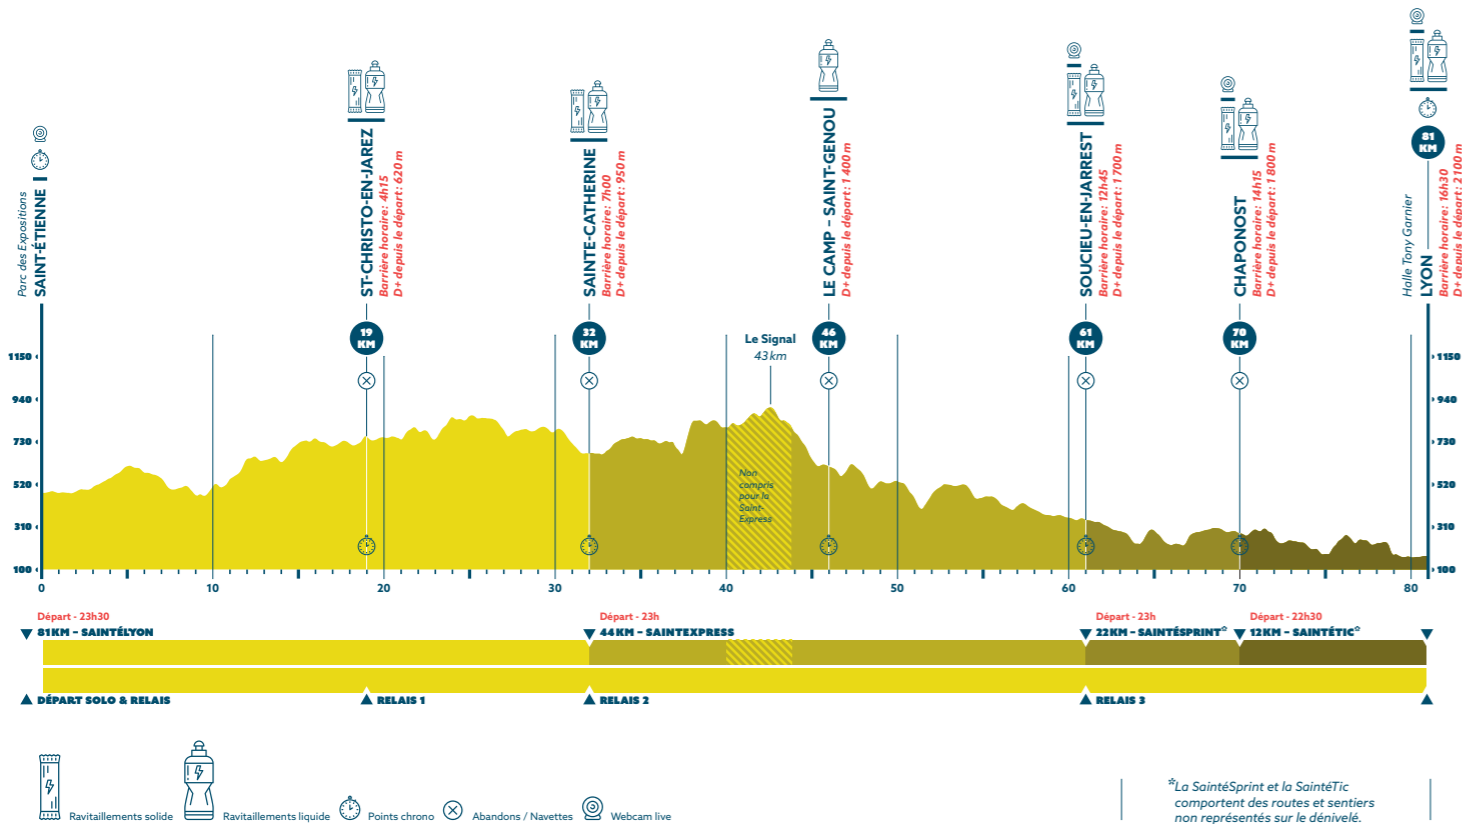 Parc des Expositions
SAINT-ÉTIENNE
ST-CHRISTO-EN-JAREZ
Barrière horaire: 4h15
D+ depuis le départ: 620 m
SAINTE-CATHERINE
Barrière horaire: 7h00
D+ depuis le départ: 950 m
LE CAMP - SAINT-GENOU
D+ depuis le départ: 1 400 m
SOUCIEU-EN-JARREST
Barrière horaire: 12h45
D+ depuis le départ: 1 700 m
CHAPONOST
Barrière horaire: 14h15
D+ depuis le départ: 1 800 m
Halle Tony Garnier
LYON
Barrière horaire: 16h30
D+ depuis le départ: 2 100 m
81
KM
19
KM
32
KM
Le Signal
43 km
46
KM
61
KM
70
KM
1150
940
730
520
310
100
1150
940
730
520
310
100
Non
compris
pour la
Saint-
Express
0
10
20
30
40
50
60
70
80
Départ - 23h30
81KM – SAINTÉLYON
Départ - 23h
44KM – SAINTEXPRESS
Départ - 23h
22KM – SAINTÉSPRINT*
Départ - 22h30
12KM – SAINTÉTIC*
DÉPART SOLO & RELAIS
RELAIS 1
RELAIS 2
RELAIS 3
Ravitaillements solide
Ravitaillements liquide
Points chrono
Abandons / Navettes
Webcam live
*La SaintéSprint et la SaintéTic
comportent des routes et sentiers
non représentés sur le dénivelé.